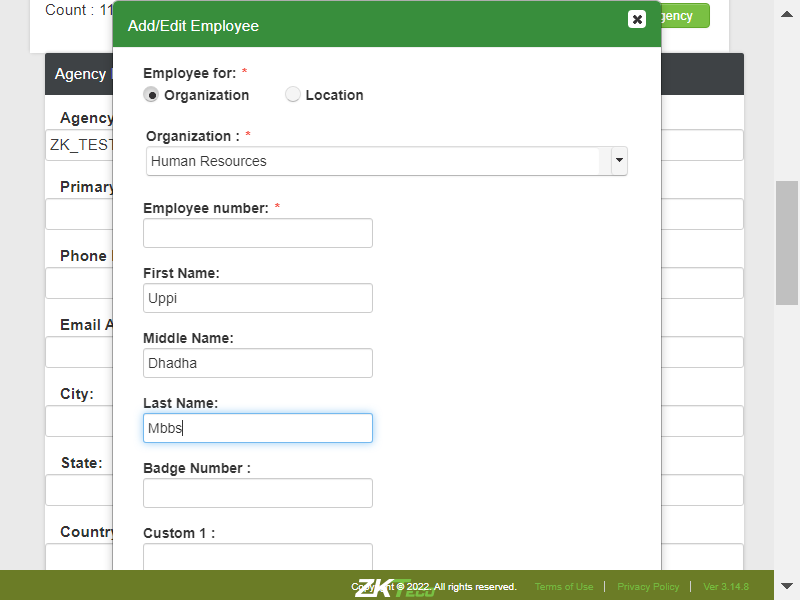 Count : 11
Add/Edit Employee
gency
Agency
Employee for: *
Organization
Location
Agency
ZK_TEST
Organization : *
Human Resources
Primary
Employee number: *
Phone
First Name:
Uppi
Email A
Middle Name:
Dhadha
City:
Last Name:
Mbbs
State:
Badge Number :
Country
Custom 1 :
ZKTeco
Copyright © 2022. All rights reserved.
Terms of Use
Privacy Policy
Ver 3.14.8